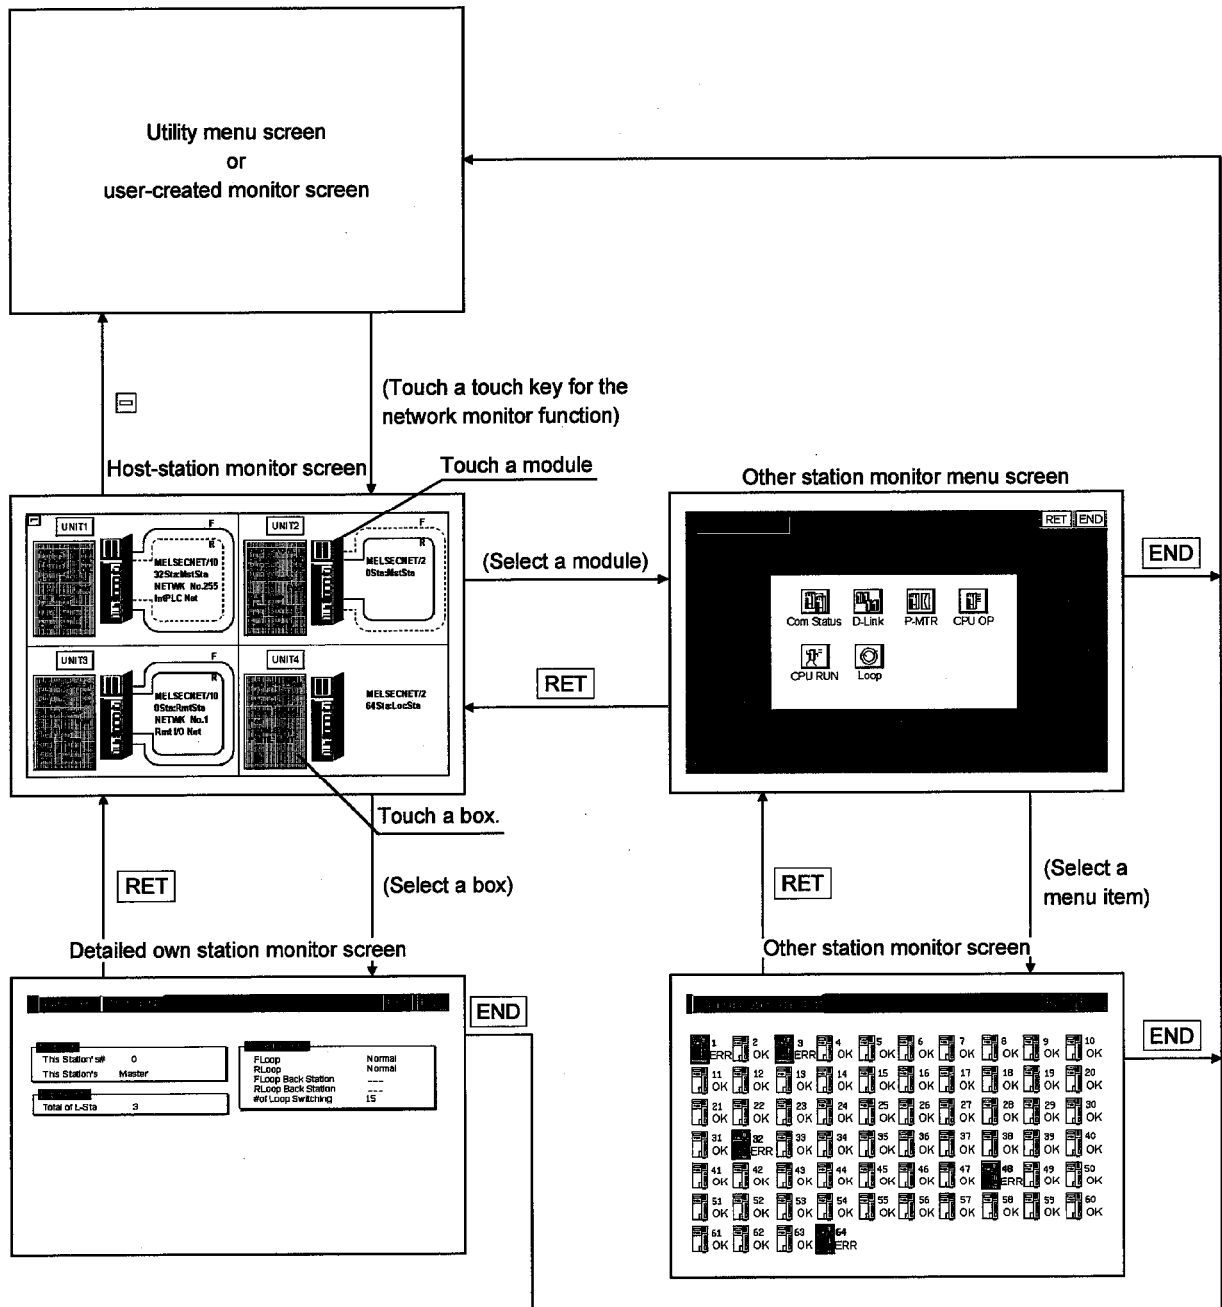 Utility menu screen
or
user-created monitor screen
(Touch a touch key for the
network monitor function)
Host-station monitor screen
Touch a module
UNIT1
F
R
MELSECNET/10
32Sta:MstSta
NETWK No.255
IntPLC Net
UNIT2
F
R
MELSECNET/2
0Sta:MstSta
UNIT3
F
R
MELSECNET/10
0Sta:RmtSta
NETWK No.1
Rmt I/O Net
UNIT4
MELSECNET/2
64Sta:LocSta
(Select a module)
RET
Other station monitor menu screen
RET END
Com Status D-Link P-MTR CPU OP
CPU RUN Loop
END
Touch a box.
RET
(Select a box)
RET
(Select a
menu item)
Detailed own station monitor screen
This Station's# 0
This Station's Master
Total of L-Sta 3
FLoop Normal
RLoop Normal
FLoop Back Station ---
RLoop Back Station ---
#of Loop Switching 15
END
Other station monitor screen
1 ERR 2 OK 3 ERR 4 OK 5 OK 6 OK 7 OK 8 OK 9 OK 10 OK
11 OK 12 OK 13 OK 14 OK 15 OK 16 OK 17 OK 18 OK 19 OK 20 OK
21 OK 22 OK 23 OK 24 OK 25 OK 26 OK 27 OK 28 OK 29 OK 30 OK
31 OK 32 ERR 33 OK 34 OK 35 OK 36 OK 37 OK 38 OK 39 OK 40 OK
41 OK 42 OK 43 OK 44 OK 45 OK 46 OK 47 OK 48 ERR 49 OK 50 OK
51 OK 52 OK 53 OK 54 OK 55 OK 56 OK 57 OK 58 OK 59 OK 60 OK
61 OK 62 OK 63 OK 64 ERR
END